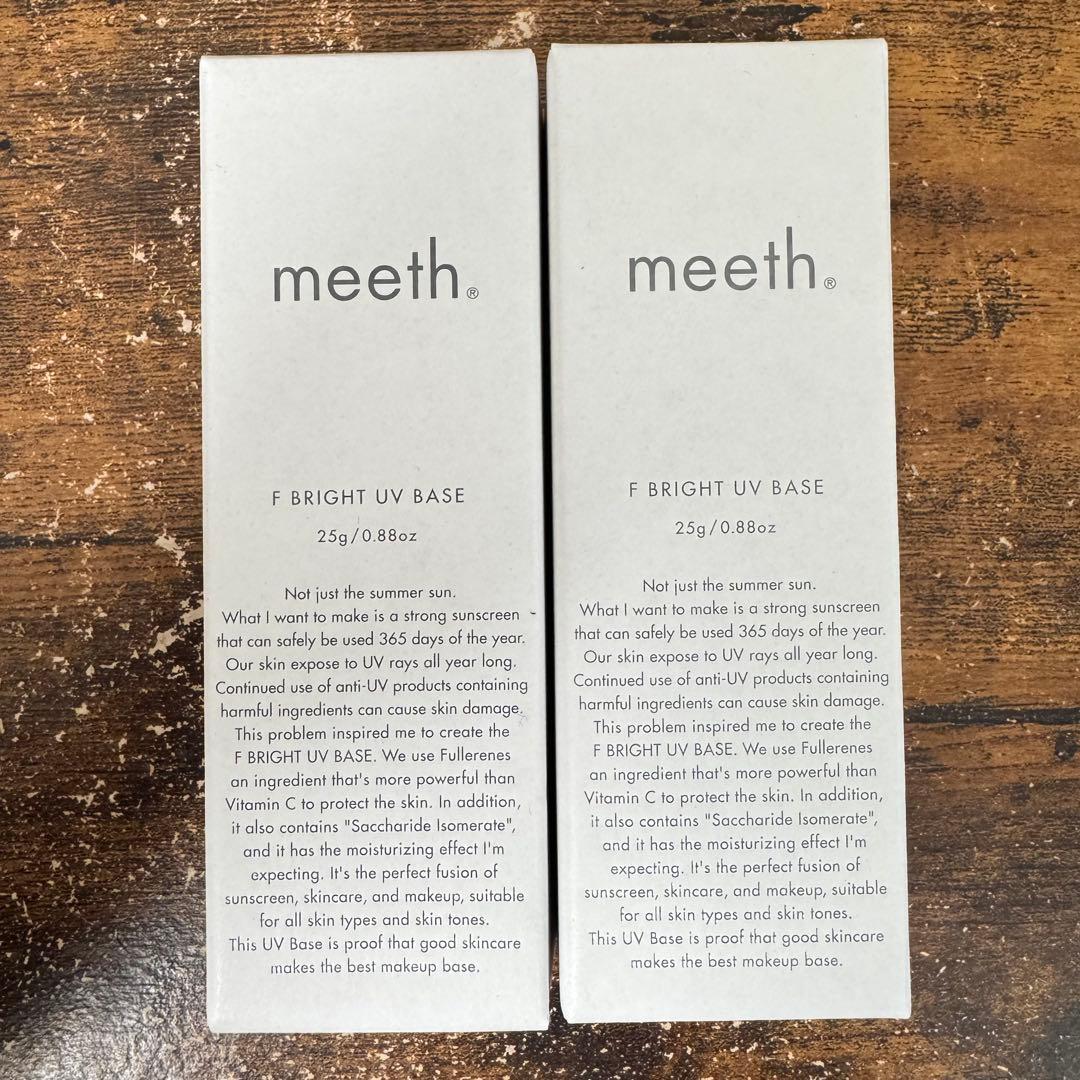 meeth®
F BRIGHT UV BASE
25g/0.88oz
Not just the summer sun.
What I want to make is a strong sunscreen
that can safely be used 365 days of the year.
Our skin expose to UV rays all year long.
Continued use of anti-UV products containing
harmful ingredients can cause skin damage.
This problem inspired me to create the
F BRIGHT UV BASE. We use Fullerenes
an ingredient that's more powerful than
Vitamin C to protect the skin. In addition,
it also contains "Saccharide Isomerate",
and it has the moisturizing effect I'm
expecting. It's the perfect fusion of
sunscreen, skincare, and makeup, suitable
for all skin types and skin tones.
This UV Base is proof that good skincare
makes the best makeup base.
meeth®
F BRIGHT UV BASE
25g/0.88oz
Not just the summer sun.
What I want to make is a strong sunscreen
that can safely be used 365 days of the year.
Our skin expose to UV rays all year long.
Continued use of anti-UV products containing
harmful ingredients can cause skin damage.
This problem inspired me to create the
F BRIGHT UV BASE. We use Fullerenes
an ingredient that's more powerful than
Vitamin C to protect the skin. In addition,
it also contains "Saccharide Isomerate",
and it has the moisturizing effect I'm
expecting. It's the perfect fusion of
sunscreen, skincare, and makeup, suitable
for all skin types and skin tones.
This UV Base is proof that good skincare
makes the best makeup base.